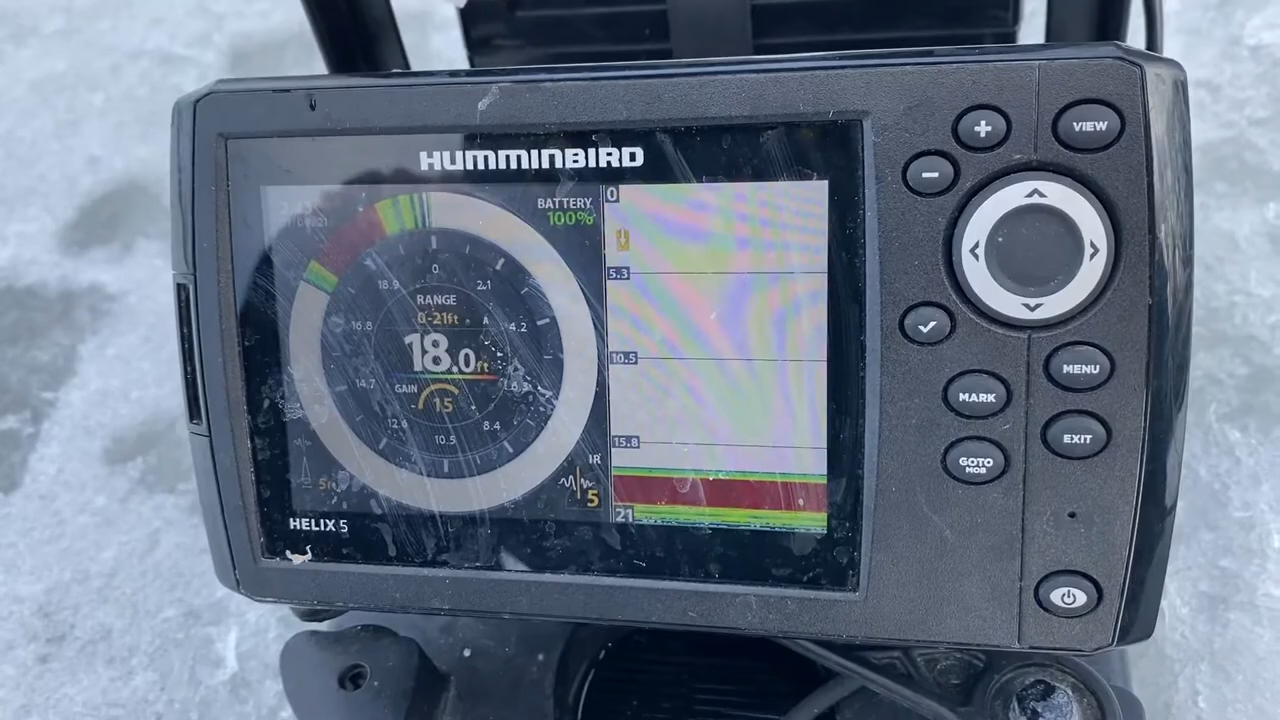 HUMMINBIRD
BATTERY
100%
0
2.1
4.2
6.3
8.4
10.5
12.6
14.7
16.8
18.9
RANGE
0-21ft
A
18.0ft
GAIN
15
IR
5
5ft
HELIX 5
0
5.3
10.5
15.8
21
+
VIEW
-
MENU
MARK
EXIT
GOTO
MOB